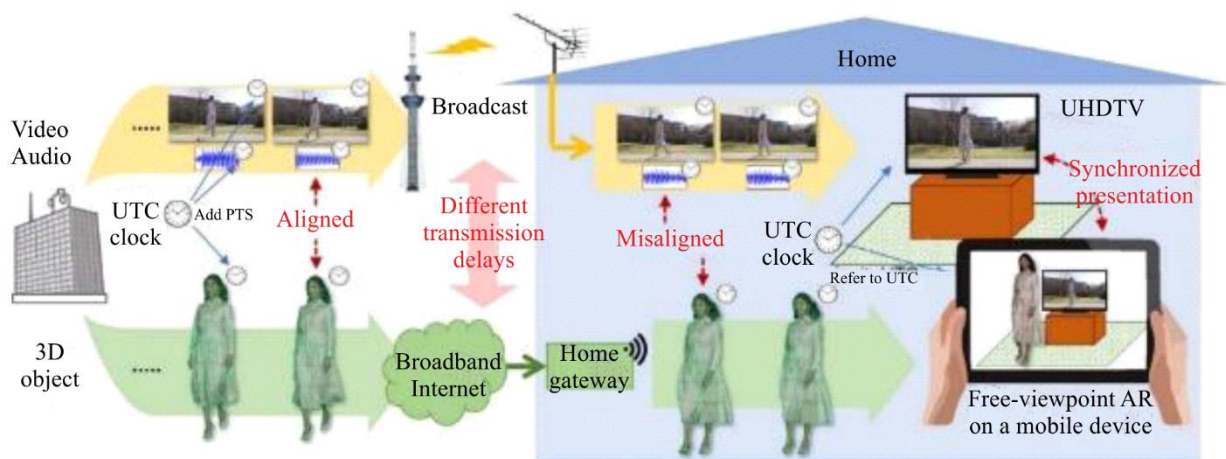 Video
Audio
.....
UTC
clock
Add PTS
Aligned
3D
object
.....
Broadcast
Different
transmission
delays
Broadband
Internet
Home
gateway
Home
Misaligned
UTC
clock
Refer to UTC
UHDTV
Synchronized
presentation
Free-viewpoint AR
on a mobile device